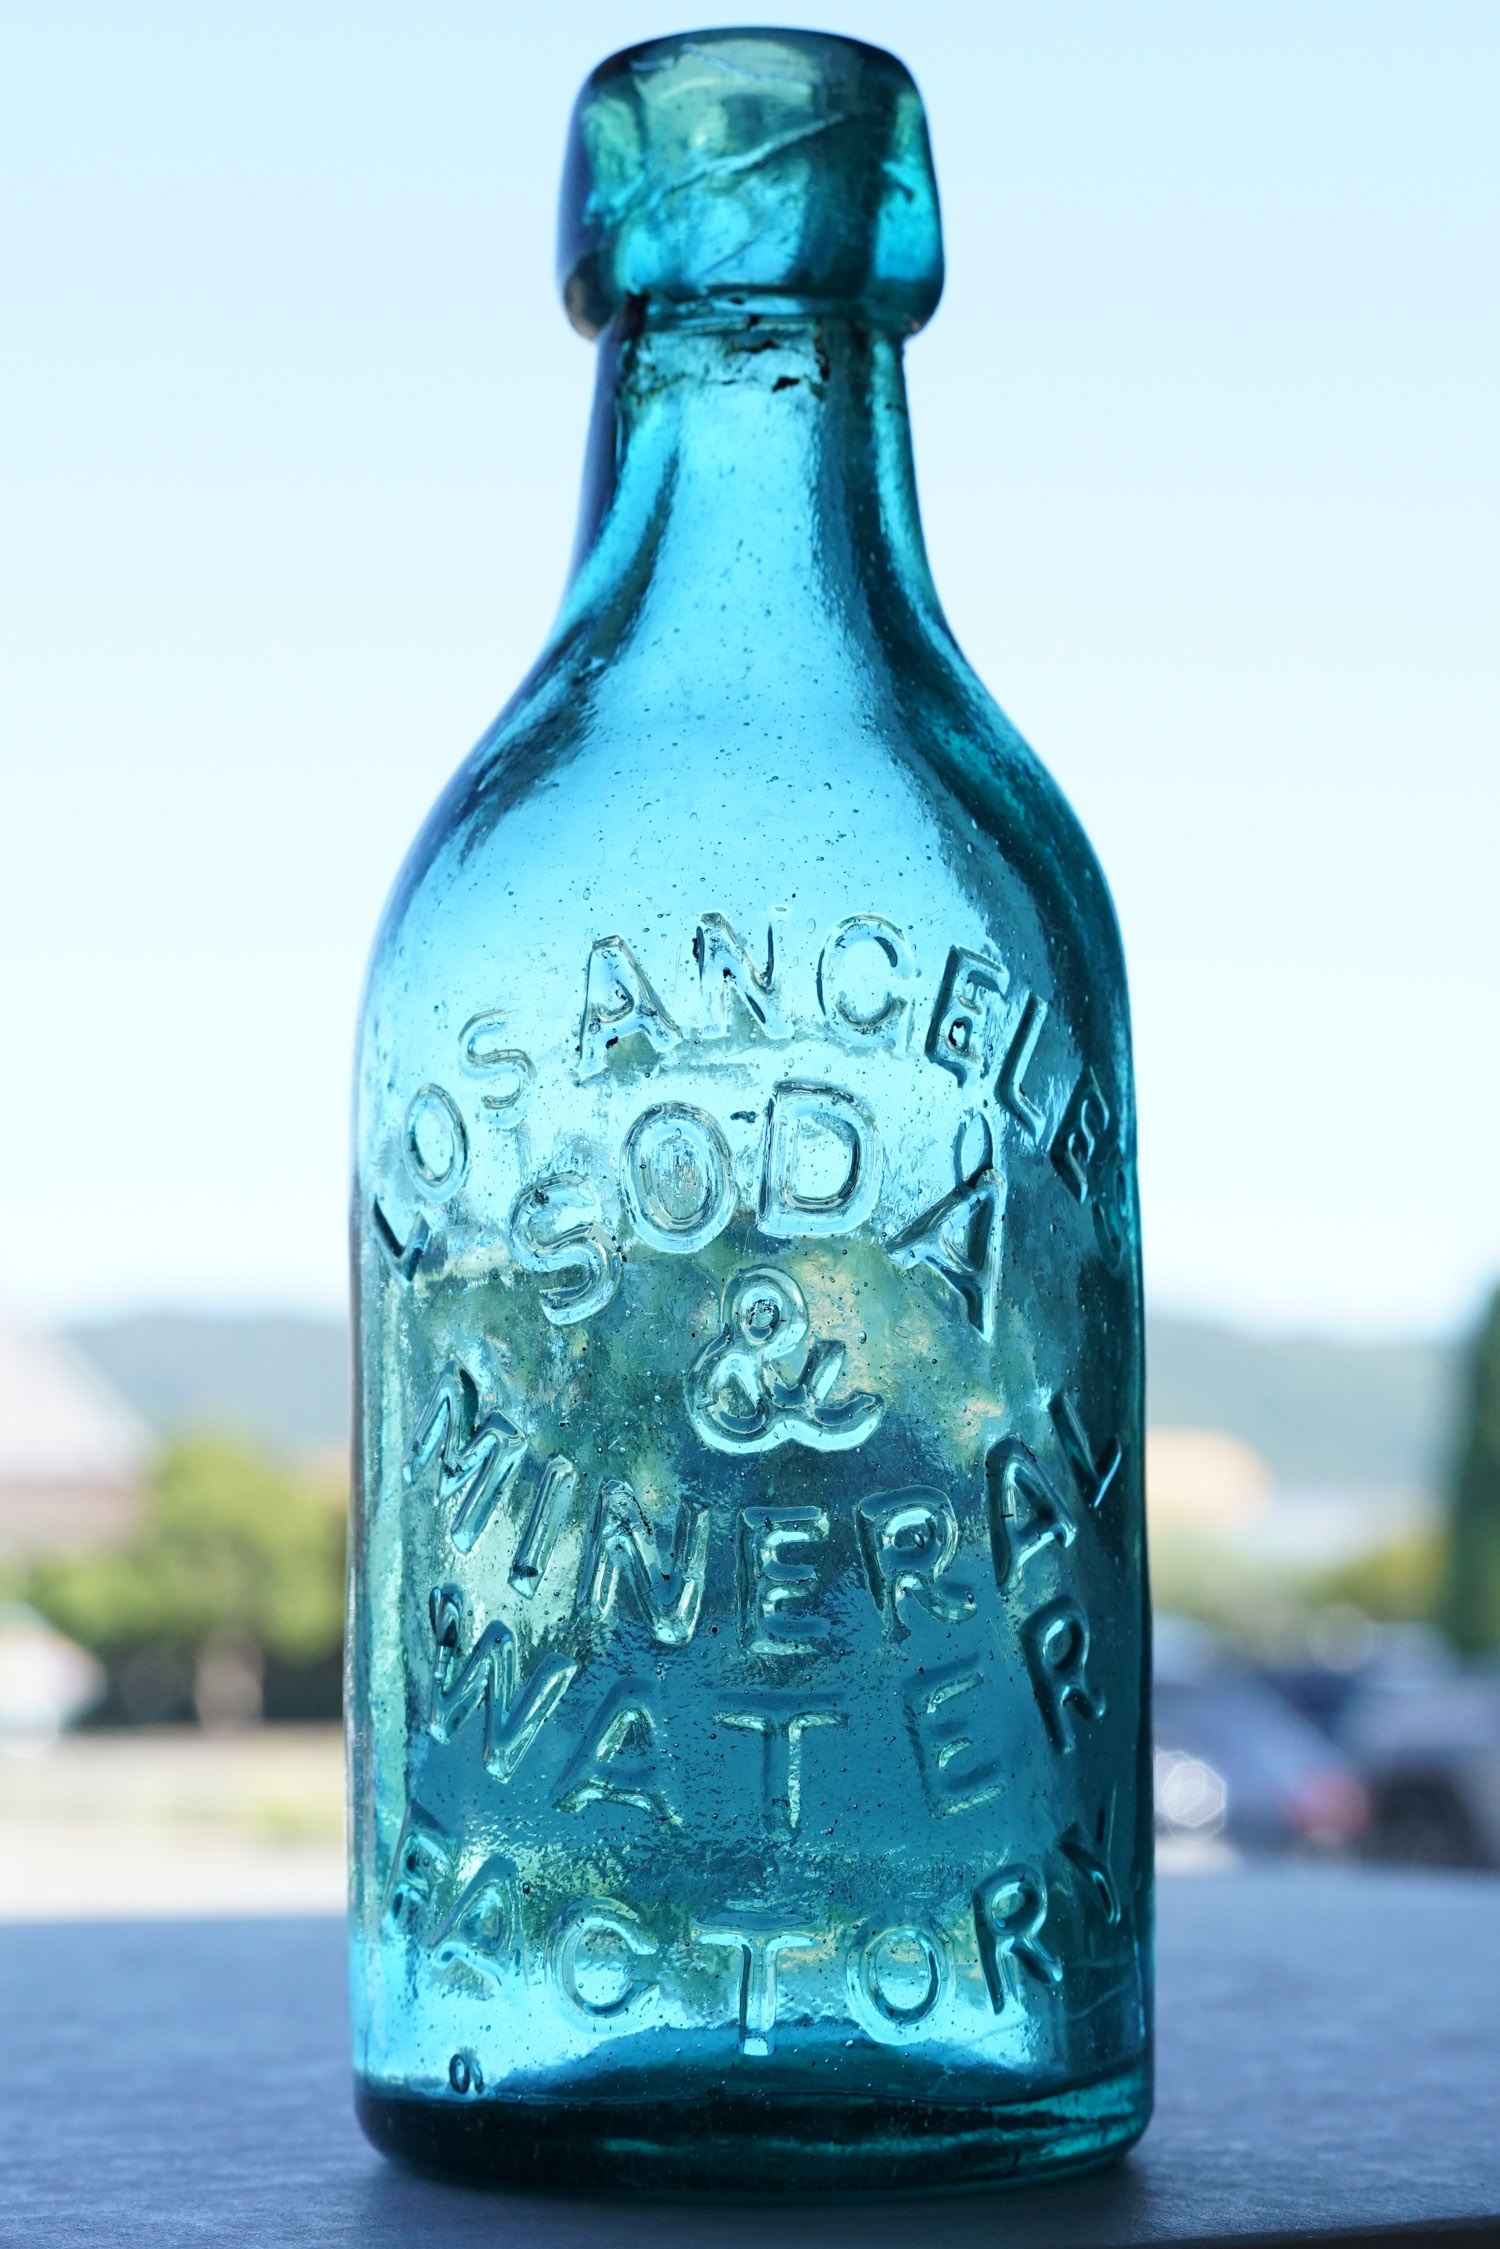 LOS ANGELES
SODA
&
MINERAL
WATER
FACTORY